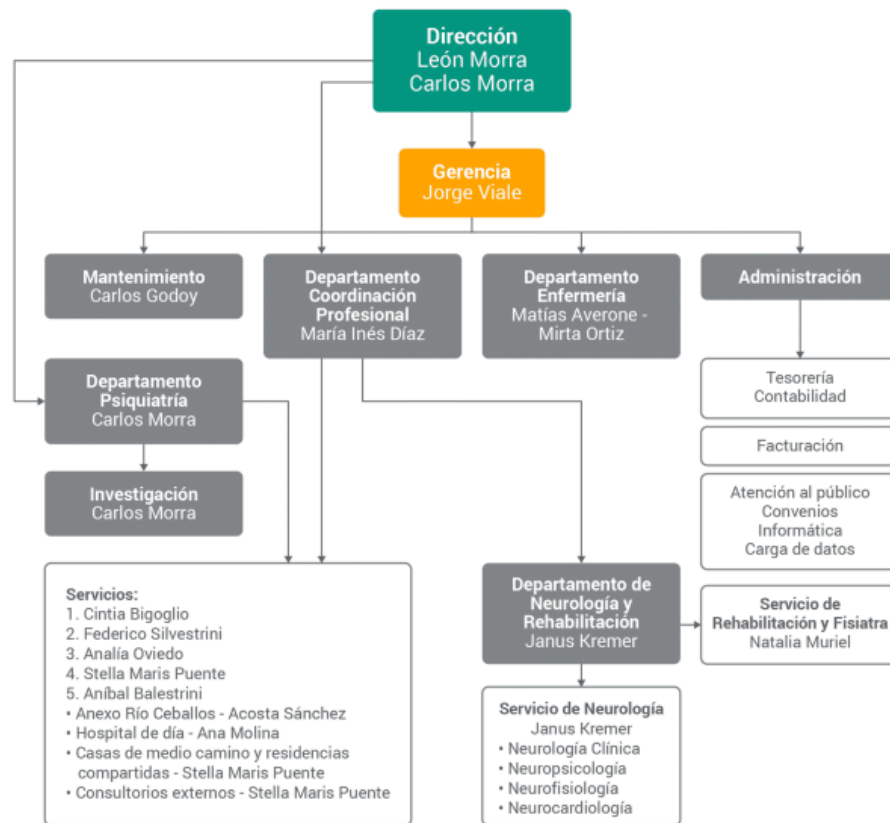 Dirección
León Morra
Carlos Morra
Gerencia
Jorge Viale
Mantenimiento
Carlos Godoy
Departamento
Coordinación
Profesional
María Inés Díaz
Departamento
Enfermería
Matías Averone -
Mirta Ortiz
Administración
Tesorería
Contabilidad
Facturación
Atención al público
Convenios
Informática
Carga de datos
Departamento
Psiquiatría
Carlos Morra
Investigación
Carlos Morra
Servicios:
1. Cintia Bigoglio
2. Federico Silvestrini
3. Analía Oviedo
4. Stella Maris Puente
5. Aníbal Balestrini
• Anexo Río Ceballos - Acosta Sánchez
• Hospital de día - Ana Molina
• Casas de medio camino y residencias
compartidas - Stella Maris Puente
• Consultorios externos - Stella Maris Puente
Departamento de
Neurología y
Rehabilitación
Janus Kremer
Servicio de
Rehabilitación y Fisiatra
Natalia Muriel
Servicio de Neurología
Janus Kremer
• Neurología Clínica
• Neuropsicología
• Neurofisiología
• Neurocardiología